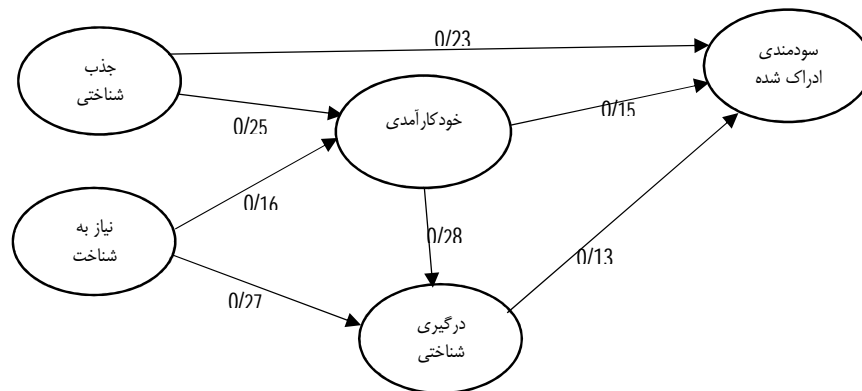 0/23
سودمندی
ادراک شده
جذب
شناختی
خودکارآمدی
0/15
0/25
0/16
نیاز به
شناخت
0/28
0/13
0/27
درگیری
شناختی